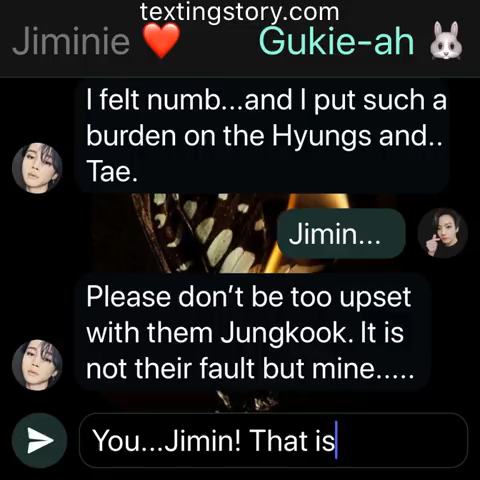 textingstory.com
Jiminie ❤️ Gukie-ah 🐰
I felt numb...and I put such a
burden on the Hyungs and..
Tae.
Jimin...
Please don’t be too upset
with them Jungkook. It is
not their fault but mine.....
You...Jimin! That is